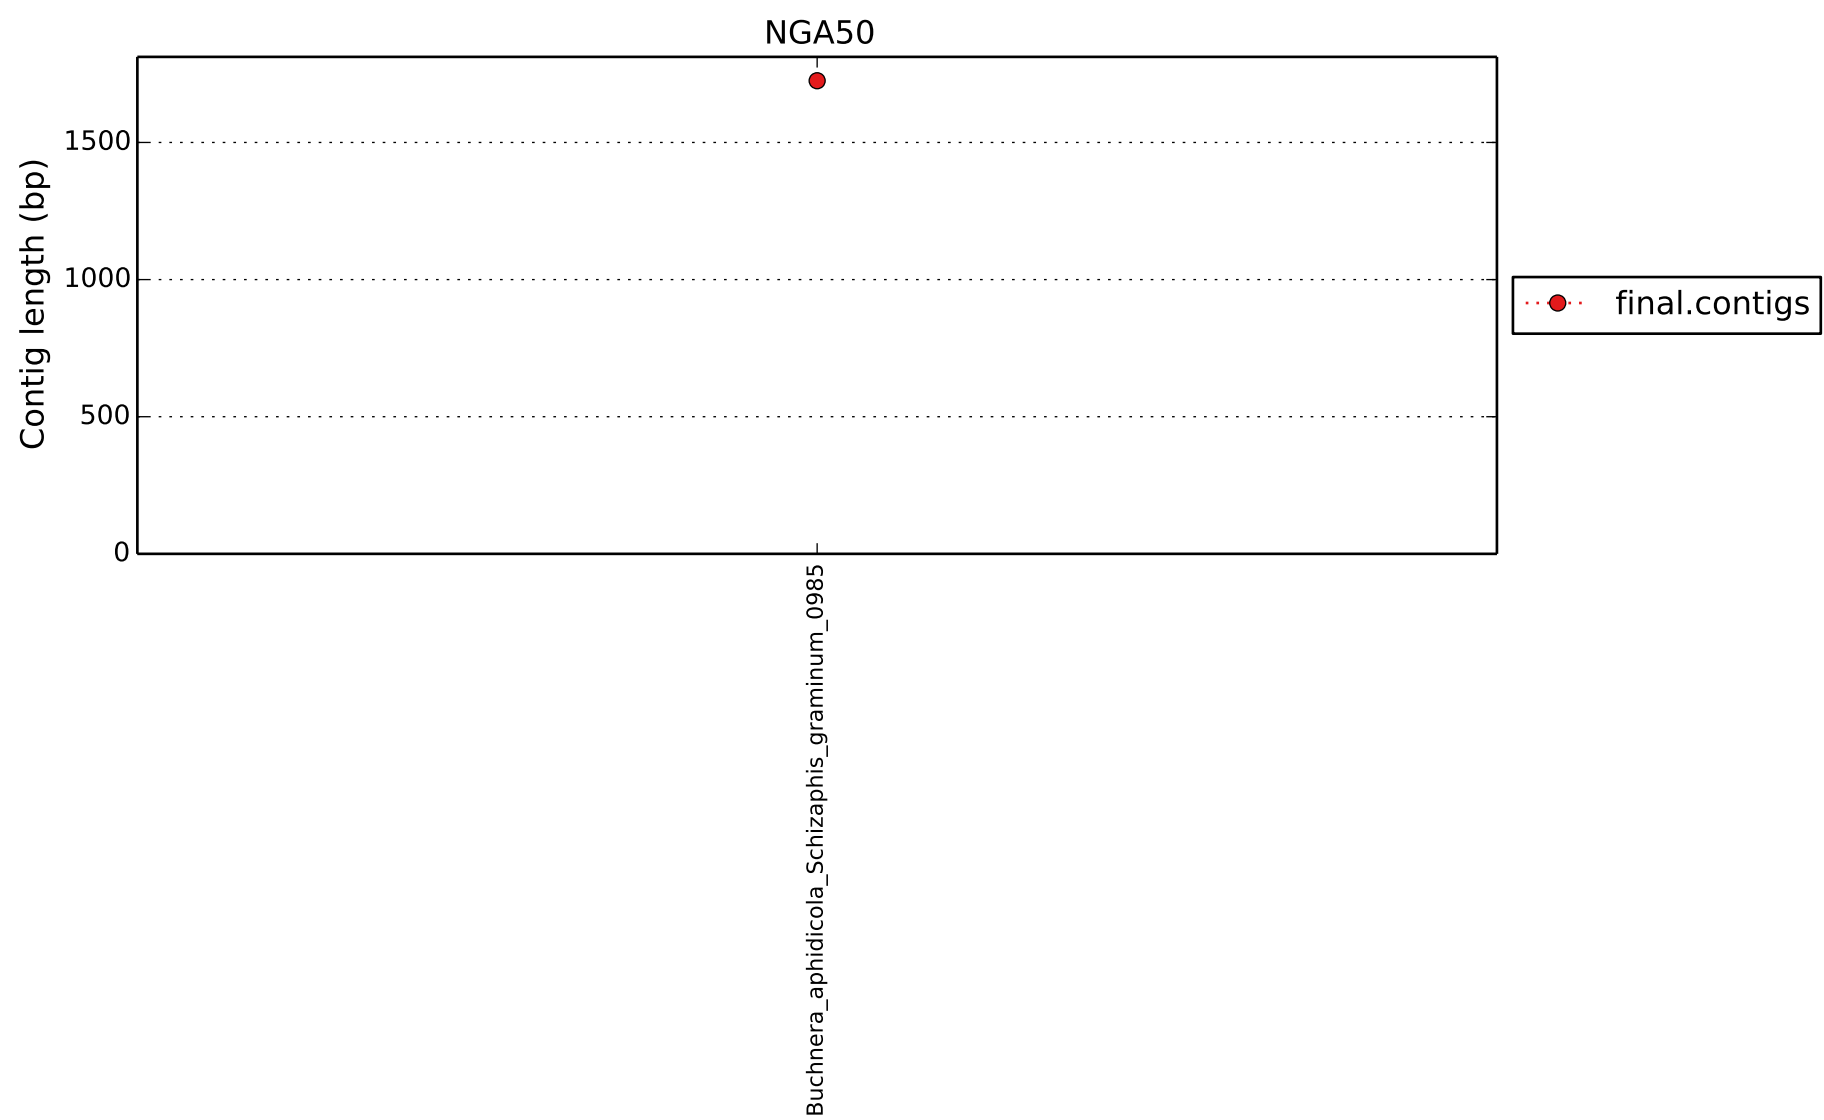 NGA50
Contig length (bp)
1500
1000
500
0
final.contigs
Buchnera_aphidicola_Schizaphis_graminum_0985